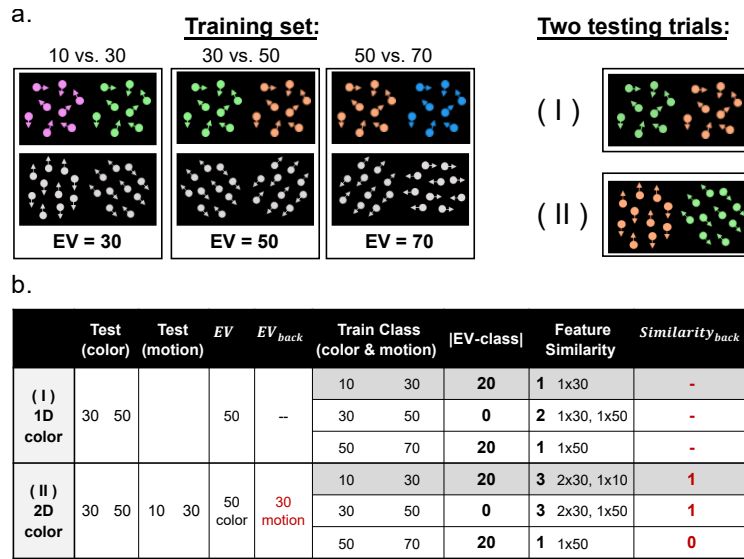 a.
Training set:
Two testing trials:
10 vs. 30
30 vs. 50
50 vs. 70
EV = 30
EV = 50
EV = 70
( I )
( II )
b.
Test (color) Test (motion) EV EV_back Train Class (color & motion) |EV-class| Feature Similarity Similarity_back
( I ) 1D color 30 50 50 -- 10 30 20 1 1x30 -
30 50 0 2 1x30, 1x50 -
50 70 20 1 1x50 -
( II ) 2D color 30 50 10 30 50 color 30 motion 10 30 20 3 2x30, 1x10 1
30 50 0 3 2x30, 1x50 1
50 70 20 1 1x50 0